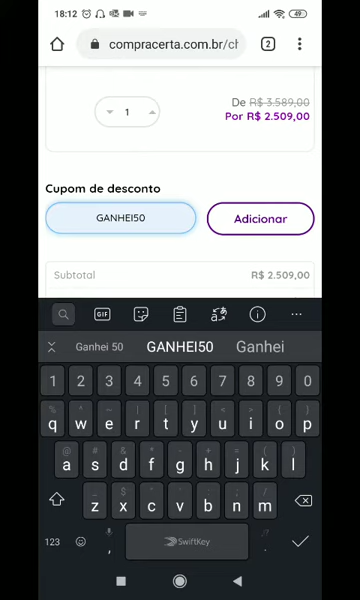 18:12
49
compracerta.com.br/ch
2
De R$ 3.589,00
1
Por R$ 2.509,00
Cupom de desconto
GANHEI50
Adicionar
Subtotal R$ 2.509,00
GIF
Ganhei 50 GANHEI50 Ganhei
1 2 3 4 5 6 7 8 9 0
q w e r t y u i o p
a s d f g h j k l
z x c v b n m
123 , SwiftKey .